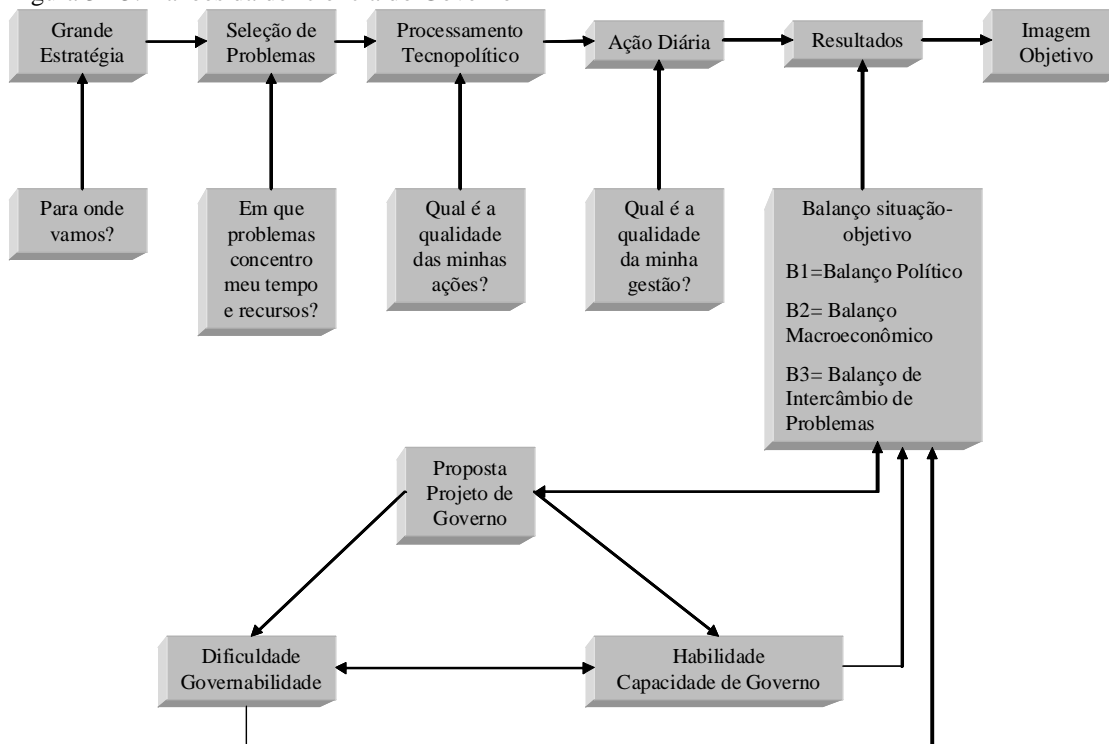 Grande
Estratégia
Seleção de
Problemas
Processamento
Tecnopolítico
Ação Diária
Resultados
Imagem
Objetivo
Para onde
vamos?
Em que
problemas
concentro
meu tempo
e recursos?
Qual é a
qualidade
das minhas
ações?
Qual é a
qualidade
da minha
gestão?
Balanço situação-
objetivo
B1=Balanço Político
B2= Balanço
Macroeconômico
B3= Balanço de
Intercâmbio de
Problemas
Proposta
Projeto de
Governo
Dificuldade
Governabilidade
Habilidade
Capacidade de Governo